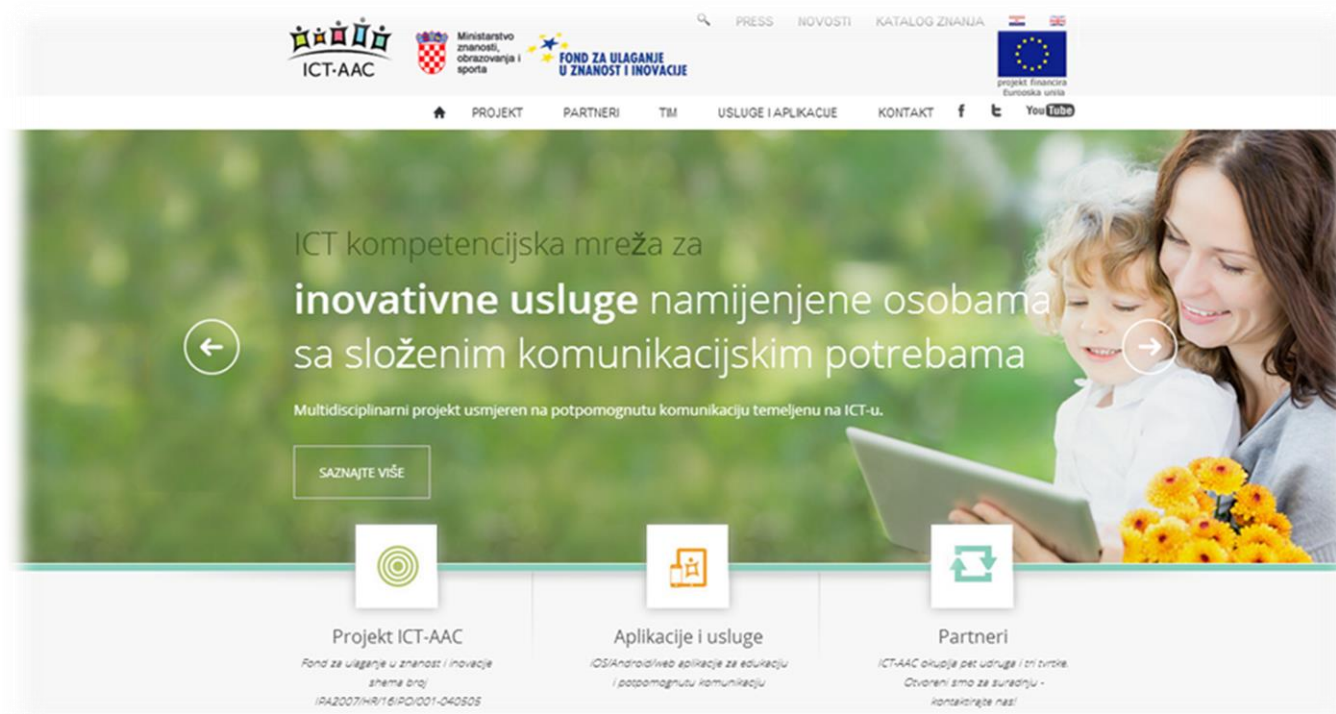 PRESS NOVOSTI KATALOG ZNANJA
ICT-AAC
Ministarstvo
znanosti,
obrazovanja i
sporta
FOND ZA ULAGANJE
U ZNANOST I INOVACIJE
projekt financira
Europska unija
PROJEKT PARTNERI TIM USLUGE I APLIKACIJE KONTAKT f t YouTube
ICT kompetencijska mreža za
inovativne usluge namijenjene osobama
sa složenim komunikacijskim potrebama
Multidisciplinarni projekt usmjeren na potpomognutu komunikaciju temeljenu na ICT-u.
SAZNAJTE VIŠE
Projekt ICT-AAC
Fond za ulaganje u znanost i inovacije
shema broj
IPA2007/HR/16IPO/001-040505
Aplikacije i usluge
iOS/Android/web aplikacije za edukaciju
i potpomognutu komunikaciju
Partneri
ICT-AAC okuplja pet udruga i tri tvrtke.
Otvoreni smo za suradnju -
kontaktirajte nas!